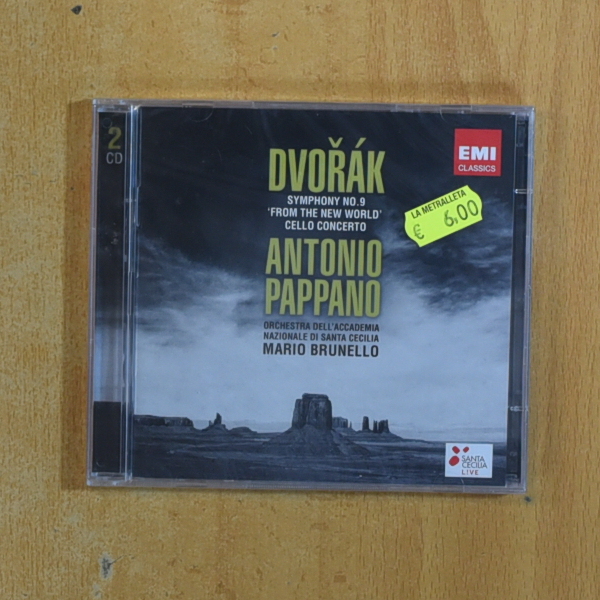 2
CD
DVOŘÁK
SYMPHONY NO.9
'FROM THE NEW WORLD'
CELLO CONCERTO
ANTONIO
PAPPANO
ORCHESTRA DELL'ACCADEMIA
NAZIONALE DI SANTA CECILIA
MARIO BRUNELLO
EMI
CLASSICS
LA METRALLETA
€ 6,00
SANTA
CECILIA
L!VE